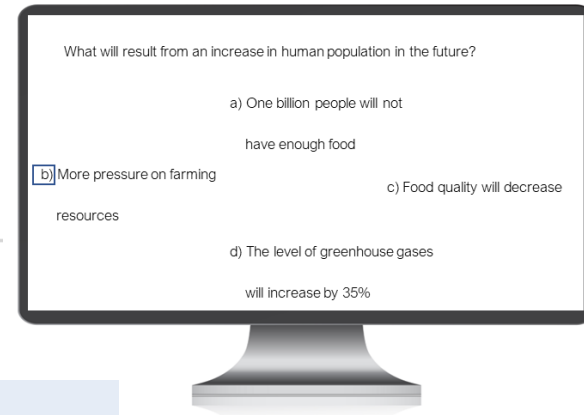 What will result from an increase in human population in the future?
a) One billion people will not
have enough food
b) More pressure on farming
resources
c) Food quality will decrease
d) The level of greenhouse gases
will increase by 35%